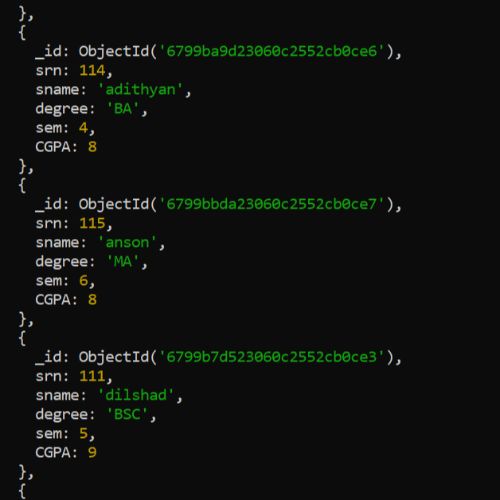 },
{
_id: ObjectId('6799ba9d23060c2552cb0ce6'),
srn: 114,
sname: 'adithyan',
degree: 'BA',
sem: 4,
CGPA: 8
},
{
_id: ObjectId('6799bbda23060c2552cb0ce7'),
srn: 115,
sname: 'anson',
degree: 'MA',
sem: 6,
CGPA: 8
},
{
_id: ObjectId('6799b7d523060c2552cb0ce3'),
srn: 111,
sname: 'dilshad',
degree: 'BSC',
sem: 5,
CGPA: 9
},
{